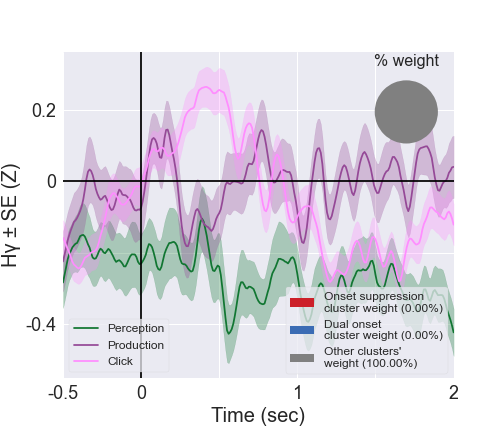 % weight
0.2
0
-0.4
Hγ ± SE (Z)
Perception
Production
Click
Onset suppression
cluster weight (0.00%)
Dual onset
cluster weight (0.00%)
Other clusters'
weight (100.00%)
-0.5
0
1
2
Time (sec)